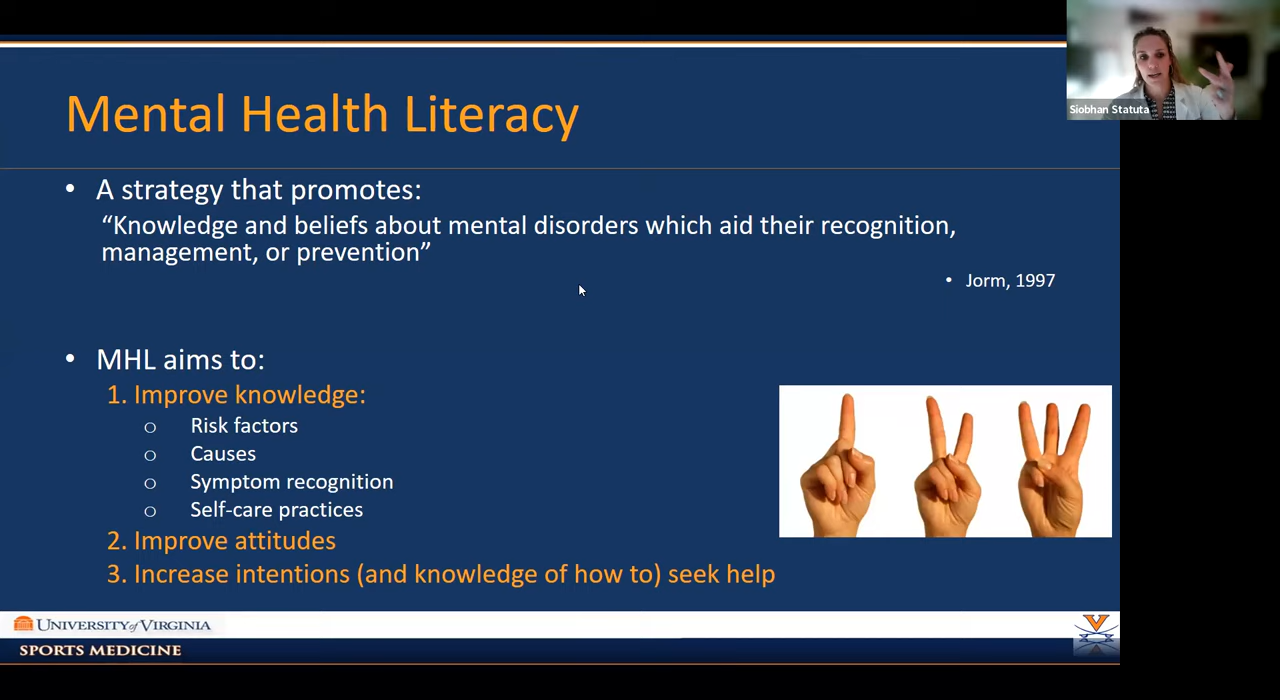 Siobhan Statuta
Mental Health Literacy
• A strategy that promotes:
“Knowledge and beliefs about mental disorders which aid their recognition,
management, or prevention”
• Jorm, 1997
• MHL aims to:
1. Improve knowledge:
o Risk factors
o Causes
o Symptom recognition
o Self-care practices
2. Improve attitudes
3. Increase intentions (and knowledge of how to) seek help
UNIVERSITY of VIRGINIA
SPORTS MEDICINE